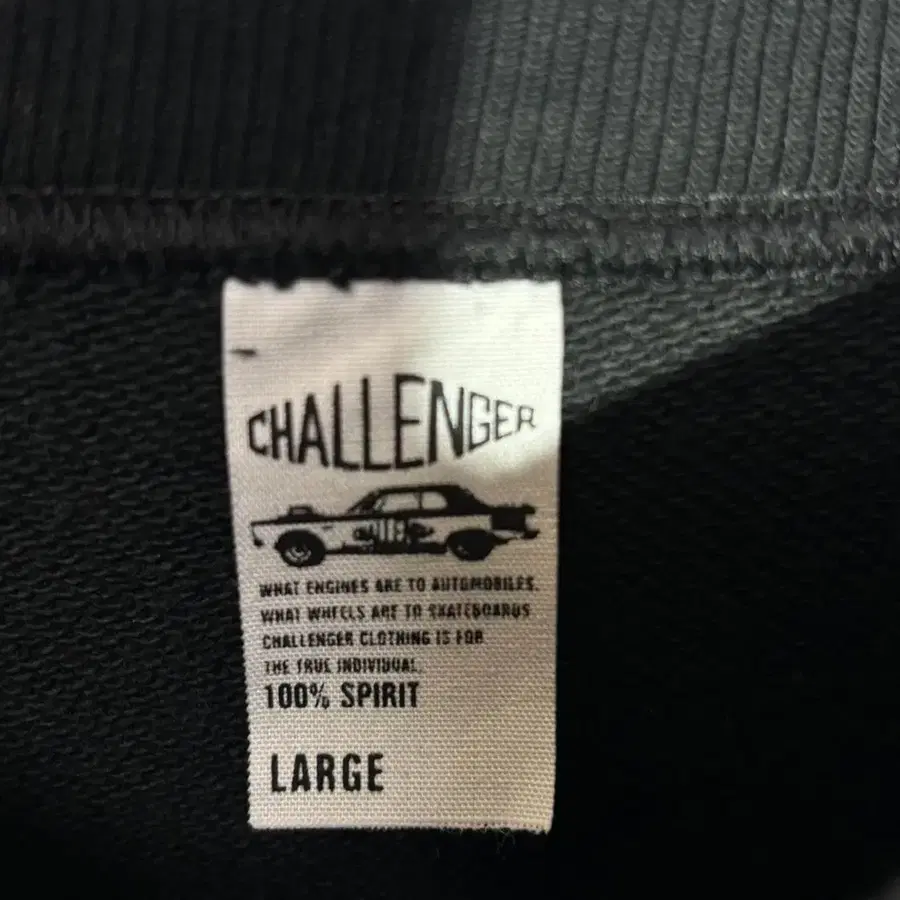 CHALLENGER
WHAT ENGINES ARE TO AUTOMOBILES.
WHAT WHEELS ARE TO SKATEBOARDS
CHALLENGER CLOTHING IS FOR
THE TRUE INDIVIDUAL.
100% SPIRIT
LARGE